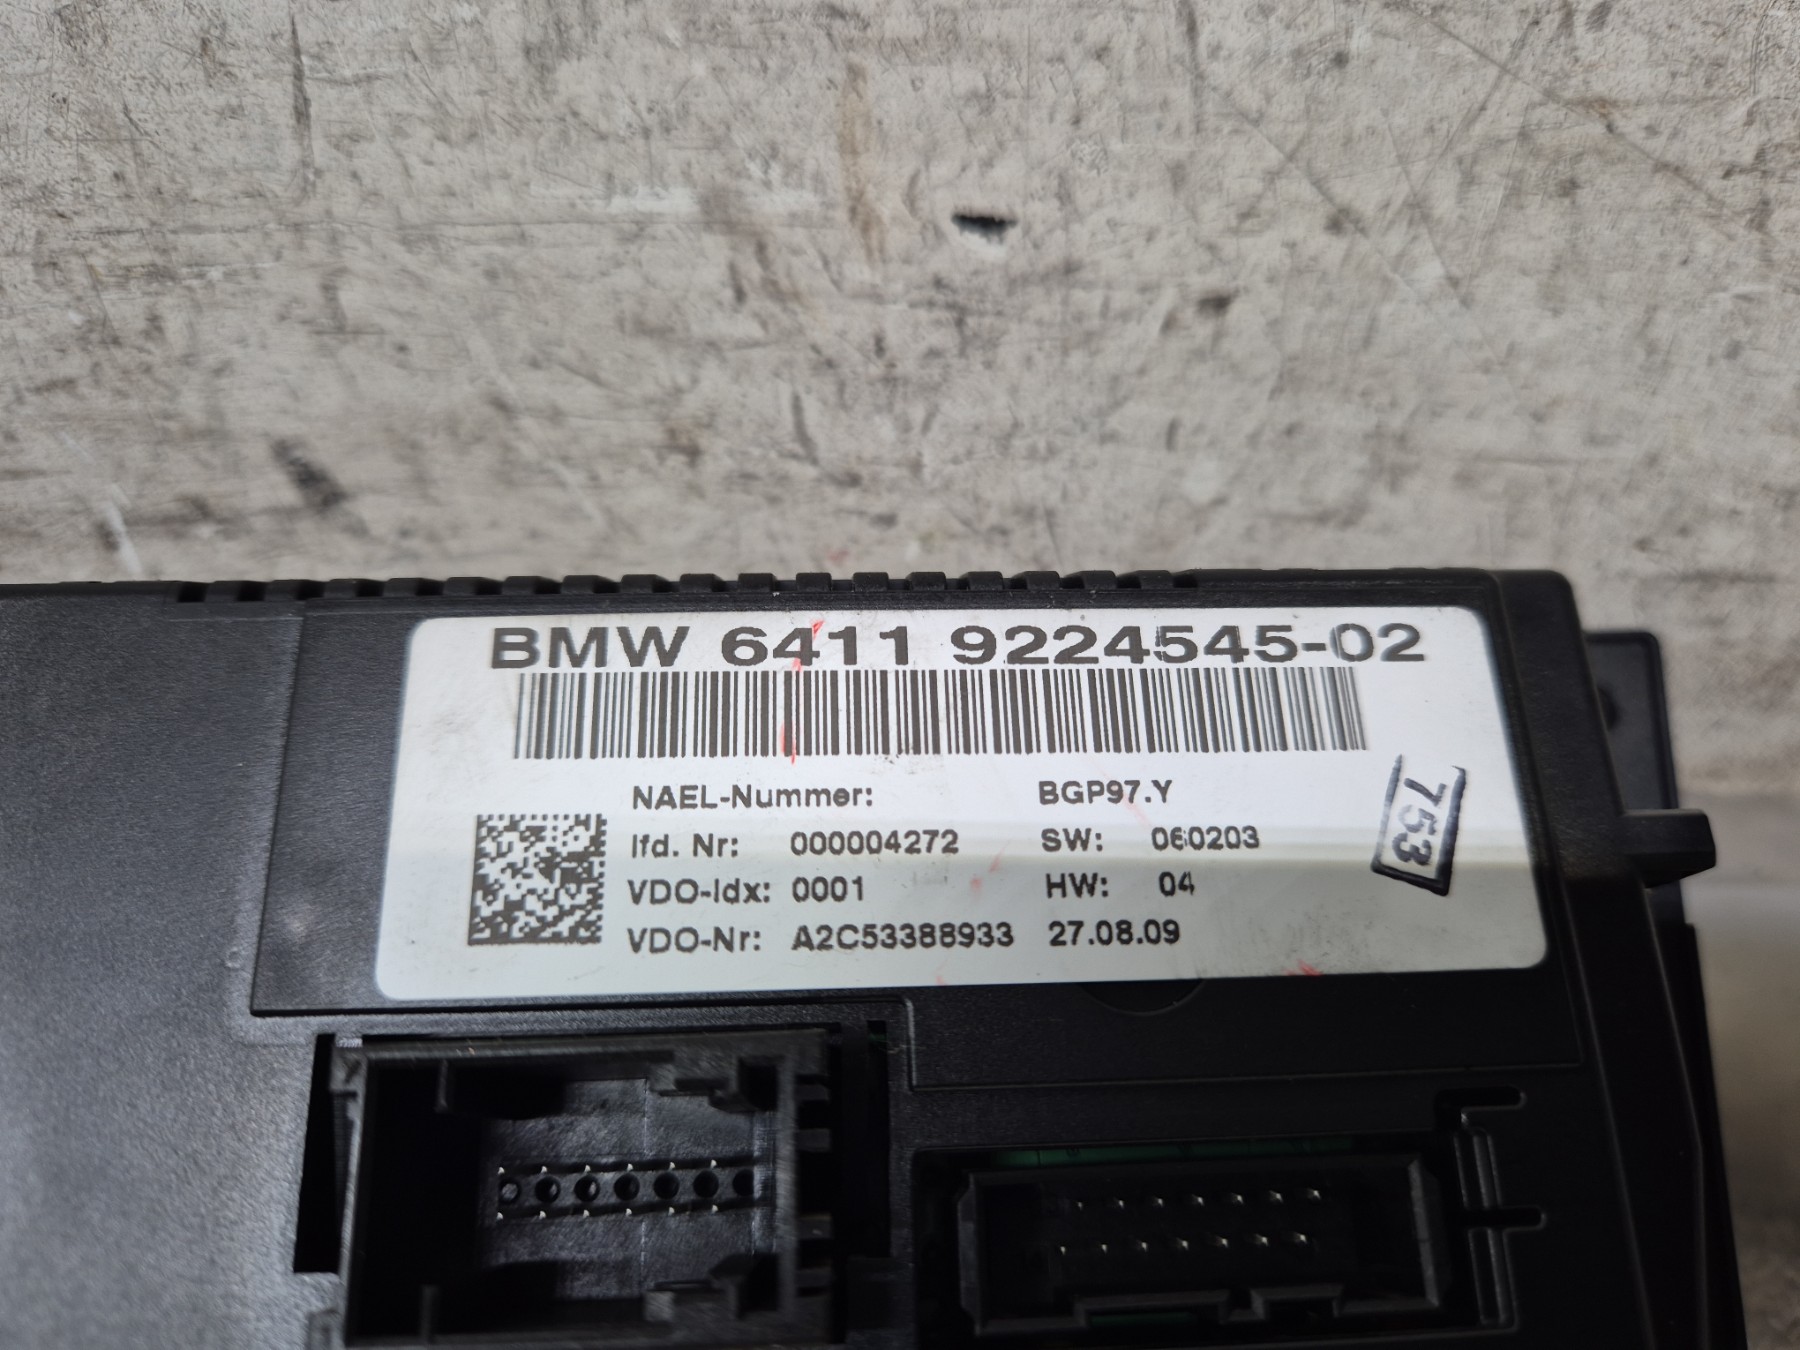 BMW 6411 9224545-02
NAEL-Nummer: BGP97.Y
lfd. Nr: 000004272 SW: 060203
VDO-Idx: 0001 HW: 04
VDO-Nr: A2C53388933 27.08.09
753